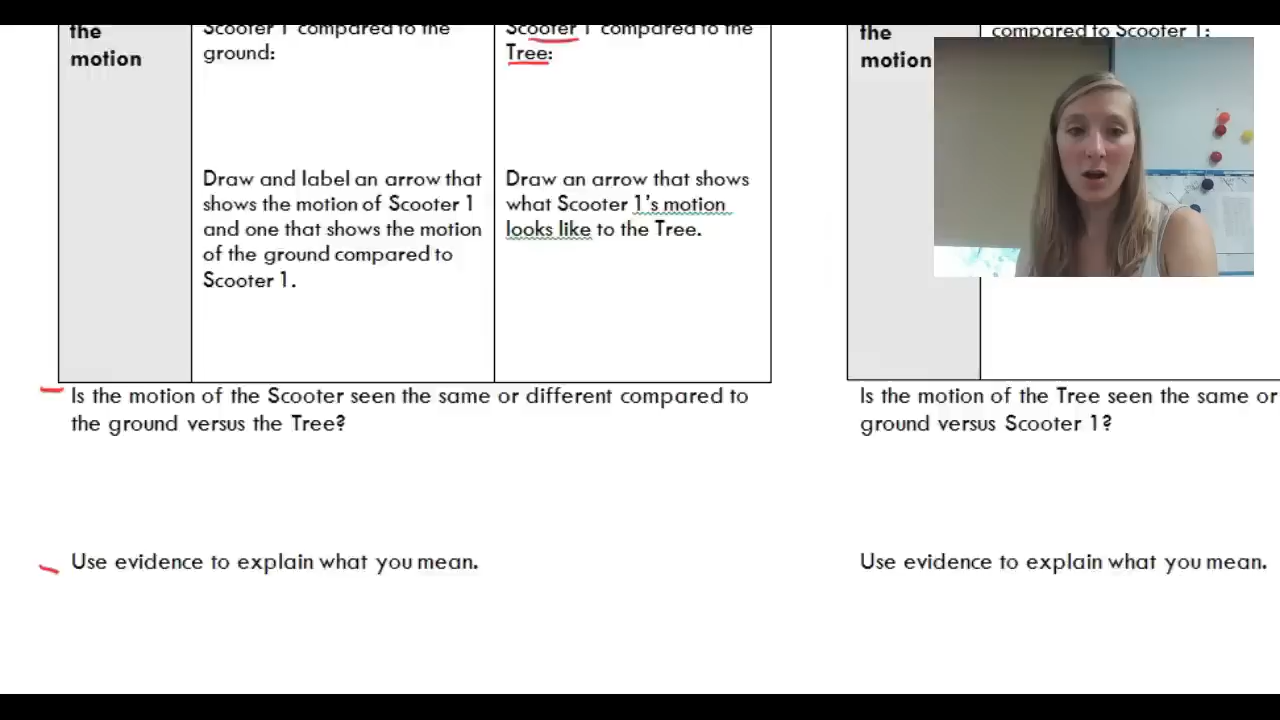 the
motion
Scooter 1 compared to the
ground:
Draw and label an arrow that
shows the motion of Scooter 1
and one that shows the motion
of the ground compared to
Scooter 1.
Scooter 1 compared to the
Tree:
Draw an arrow that shows
what Scooter 1's motion
looks like to the Tree.
Is the motion of the Scooter seen the same or different compared to
the ground versus the Tree?
Use evidence to explain what you mean.
the
motion
compared to Scooter 1:
Is the motion of the Tree seen the same or
ground versus Scooter 1?
Use evidence to explain what you mean.